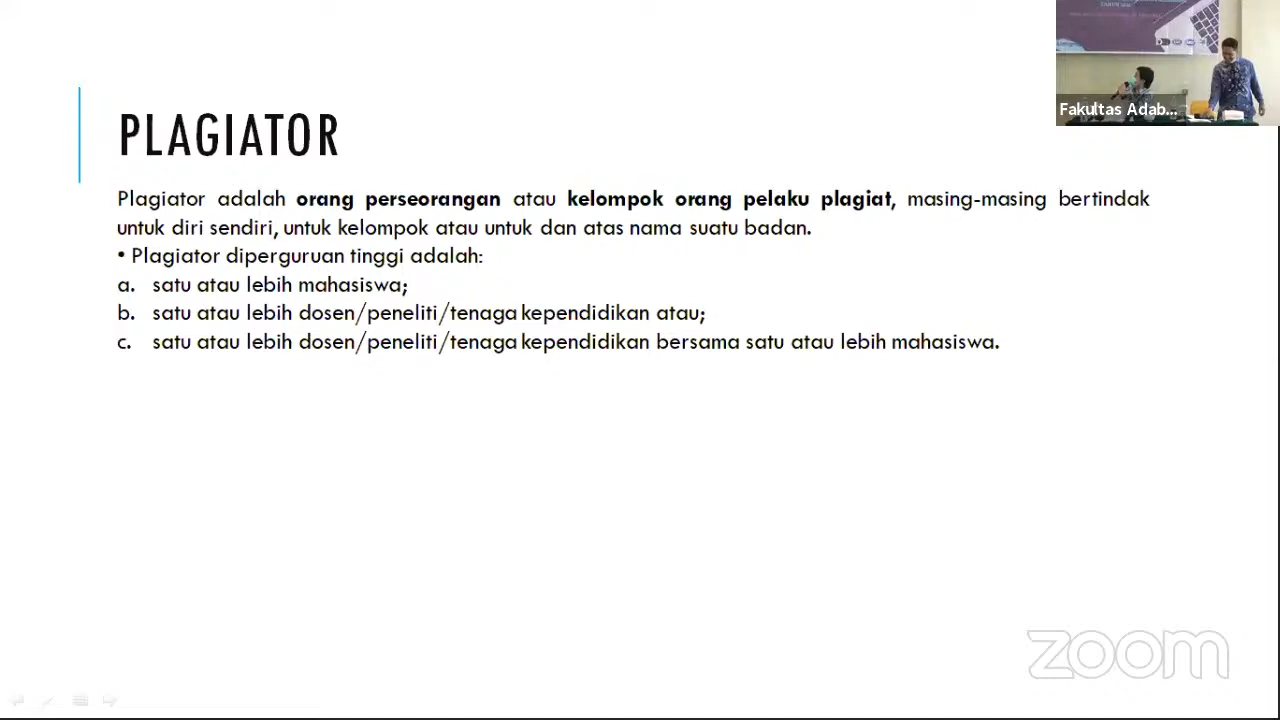 PLAGIATOR
Plagiator adalah orang perseorangan atau kelompok orang pelaku plagiat, masing-masing bertindak
untuk diri sendiri, untuk kelompok atau untuk dan atas nama suatu badan.
• Plagiator diperguruan tinggi adalah:
a. satu atau lebih mahasiswa;
b. satu atau lebih dosen/peneliti/tenaga kependidikan atau;
c. satu atau lebih dosen/peneliti/tenaga kependidikan bersama satu atau lebih mahasiswa.
Fakultas Adab...
zoom